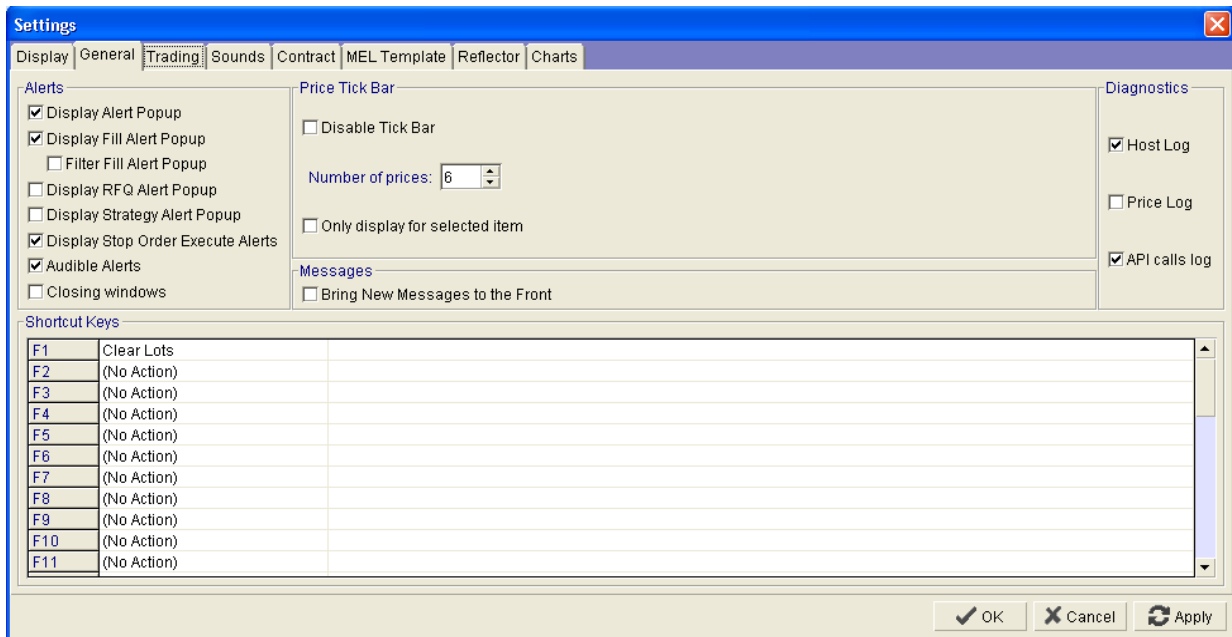 Settings
Display General Trading Sounds Contract MEL Template Reflector Charts
Alerts
Display Alert Popup
Display Fill Alert Popup
Filter Fill Alert Popup
Display RFQ Alert Popup
Display Strategy Alert Popup
Display Stop Order Execute Alerts
Audible Alerts
Closing windows
Price Tick Bar
Disable Tick Bar
Number of prices: 6
Only display for selected item
Messages
Bring New Messages to the Front
Diagnostics
Host Log
Price Log
API calls log
Shortcut Keys
F1 Clear Lots
F2 (No Action)
F3 (No Action)
F4 (No Action)
F5 (No Action)
F6 (No Action)
F7 (No Action)
F8 (No Action)
F9 (No Action)
F10 (No Action)
F11 (No Action)
OK Cancel Apply